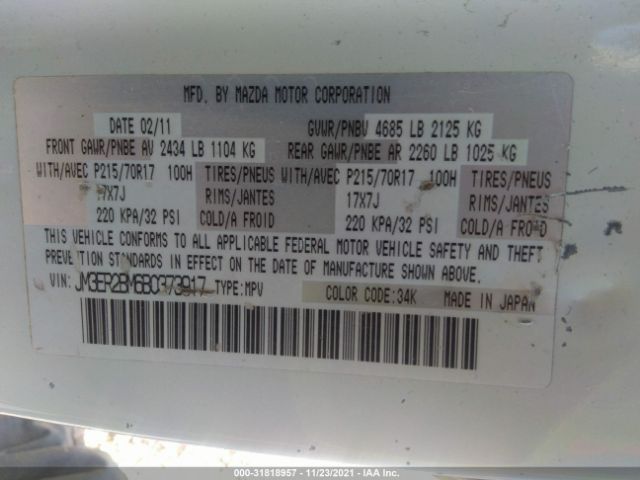 MFD. BY MAZDA MOTOR CORPORATION
DATE 02/11 GVWR/PNBV 4685 LB 2125 KG
FRONT GAWR/PNBE AV 2434 LB 1104 KG REAR GAWR/PNBE AR 2260 LB 1025 KG
WITH/AVEC P215/70R17 100H TIRES/PNEUS WITH/AVEC P215/70R17 100H TIRES/PNEUS
17X7J RIMS/JANTES 17X7J RIMS/JANTES
220 KPA/32 PSI COLD/A FROID 220 KPA/32 PSI COLD/A FROID
THIS VEHICLE CONFORMS TO ALL APPLICABLE FEDERAL MOTOR VEHICLE SAFETY AND THEFT
PREVENTION STANDARDS IN EFFECT ON THE DATE OF MANUFACTURE SHOWN ABOVE.
VIN: JM3ER2BM6B0373917 TYPE:MPV COLOR CODE:34K MADE IN JAPAN
000-31818957 - 11/23/2021 - IAA Inc.